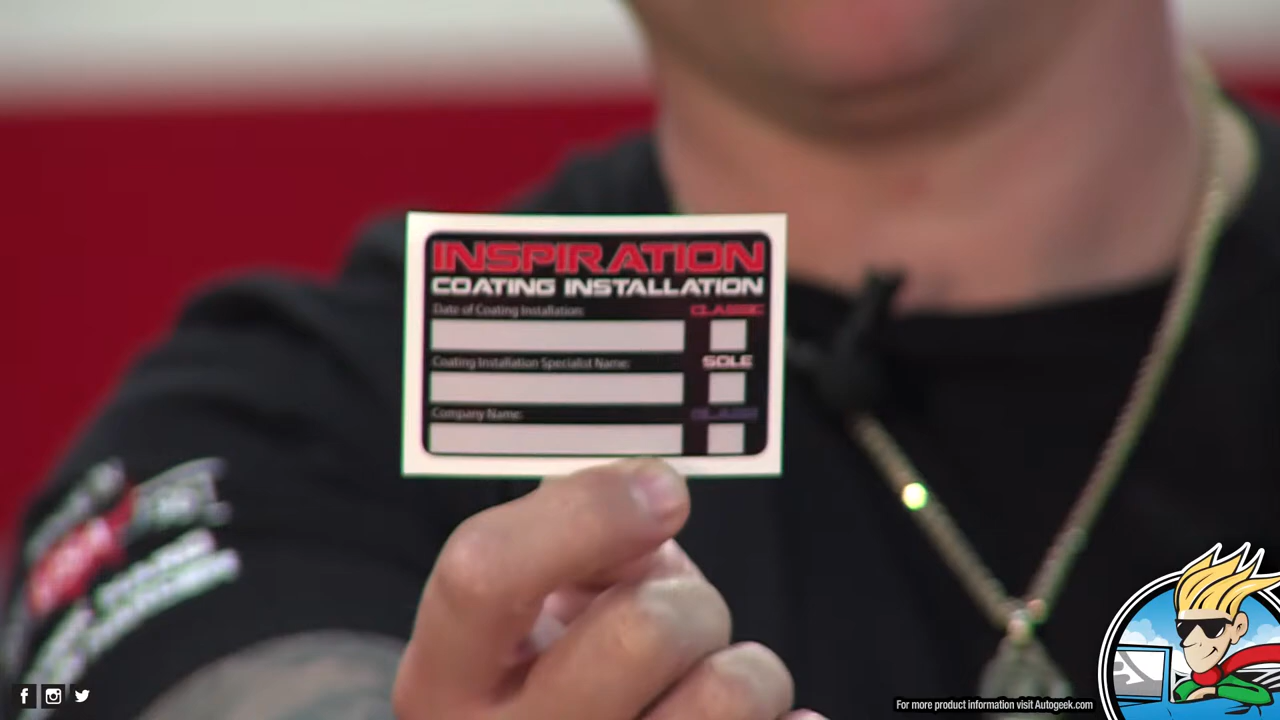 INSPIRATION
COATING INSTALLATION
Date of Coating Installation:
CLASSIC
Coating Installation Specialist Name:
SOLE
Company Name:
GLASS
For more product information visit Autogeek.com